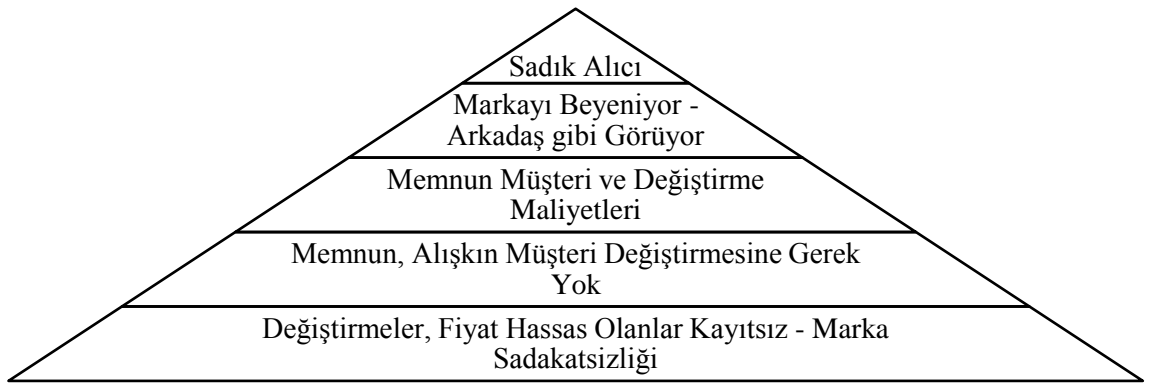 Sadık Alıcı
Markayı Beyeniyor -
Arkadaş gibi Görüyor
Memnun Müşteri ve Değiştirme
Maliyetleri
Memnun, Alışkın Müşteri Değiştirmesine Gerek
Yok
Değiştirmeler, Fiyat Hassas Olanlar Kayıtsız - Marka
Sadakatsizliği